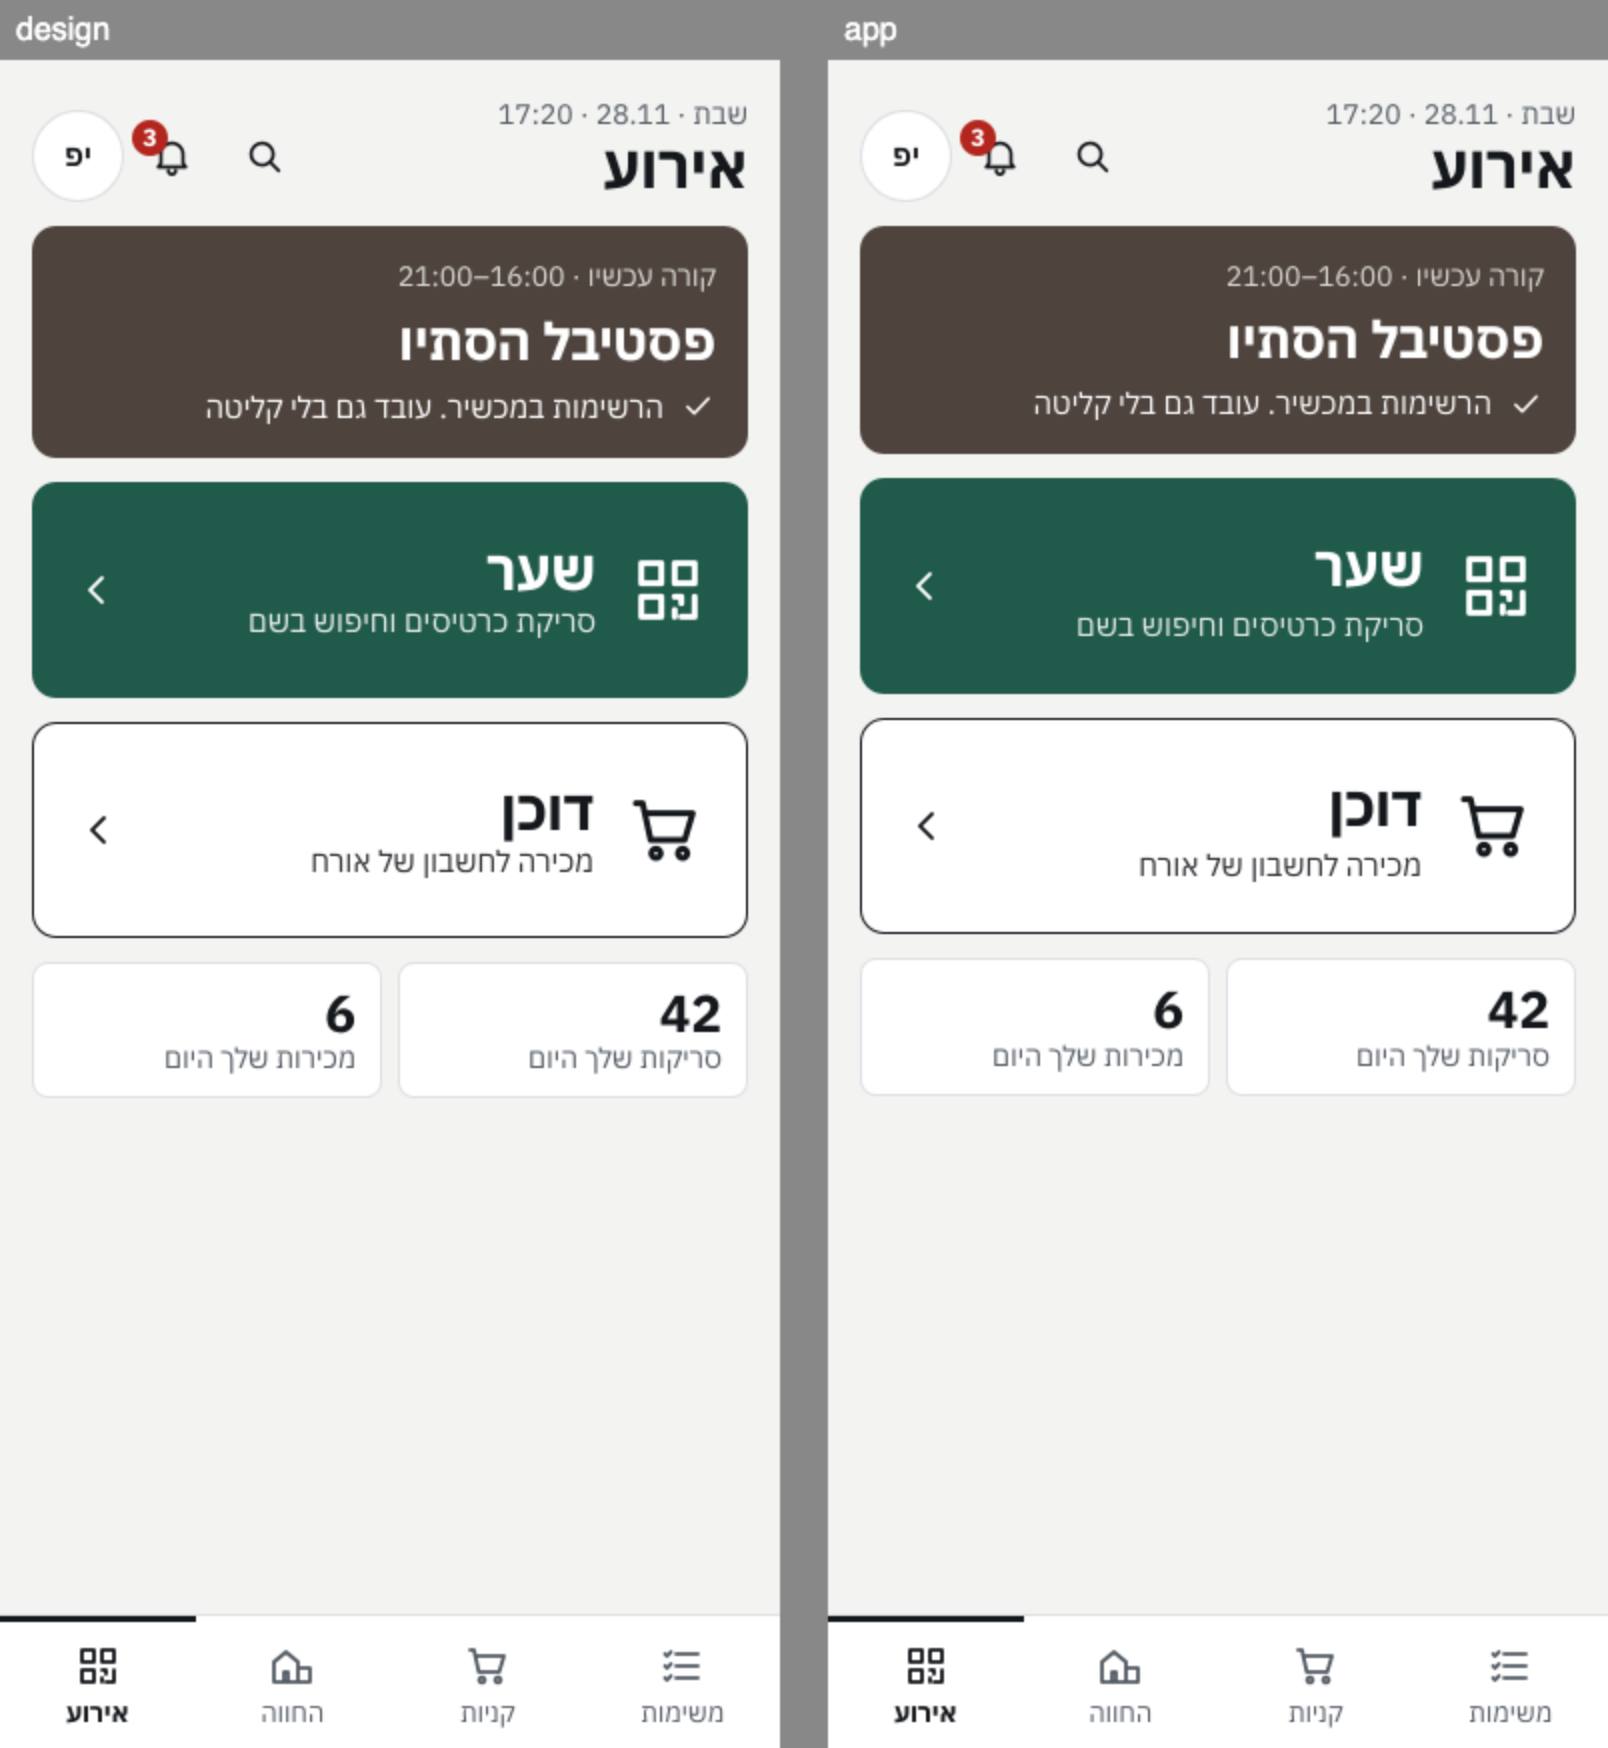 design
שבת · 28.11 · 17:20
אירוע
3
יפ
קורה עכשיו · 16:00–21:00
פסטיבל הסתיו
הרשימות במכשיר. עובד גם בלי קליטה
שער
סריקת כרטיסים וחיפוש בשם
דוכן
מכירה לחשבון של אורח
42
סריקות שלך היום
6
מכירות שלך היום
משימות
קניות
החווה
אירוע
app
שבת · 28.11 · 17:20
אירוע
3
יפ
קורה עכשיו · 16:00–21:00
פסטיבל הסתיו
הרשימות במכשיר. עובד גם בלי קליטה
שער
סריקת כרטיסים וחיפוש בשם
דוכן
מכירה לחשבון של אורח
42
סריקות שלך היום
6
מכירות שלך היום
משימות
קניות
החווה
אירוע